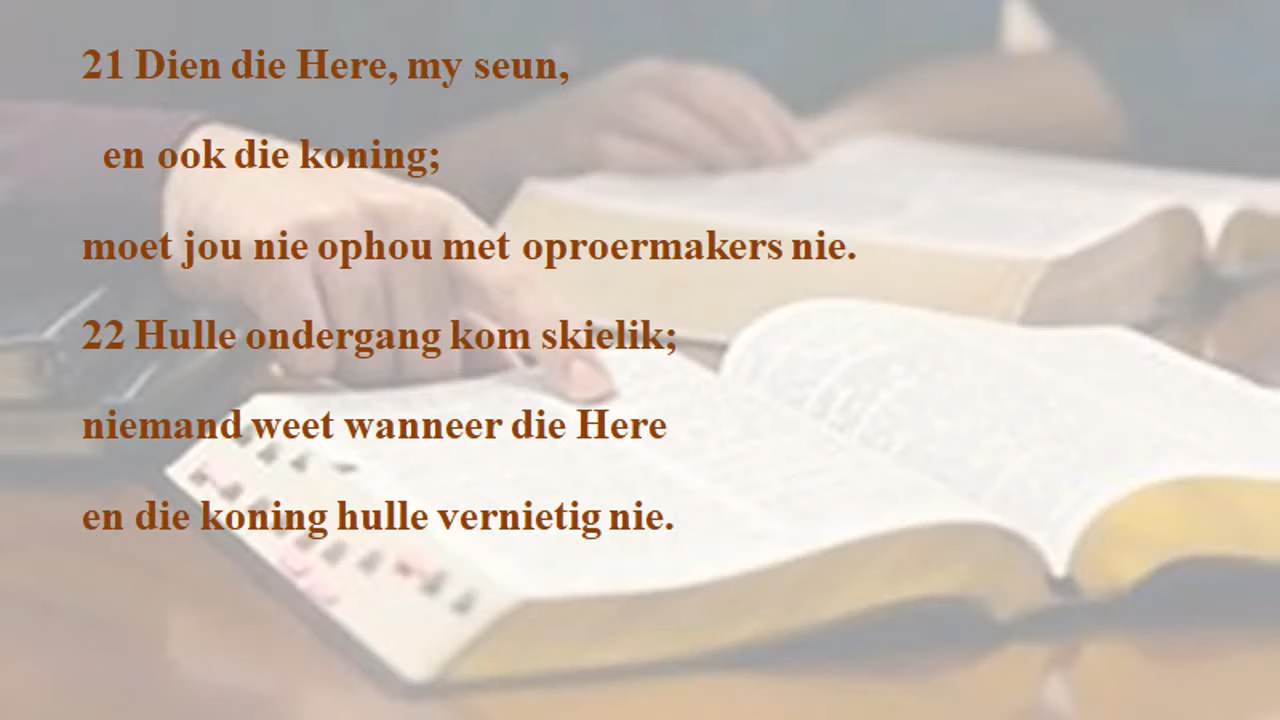 21 Dien die Here, my seun,
en ook die koning;
moet jou nie ophou met oproermakers nie.
22 Hulle ondergang kom skielik;
niemand weet wanneer die Here
en die koning hulle vernietig nie.